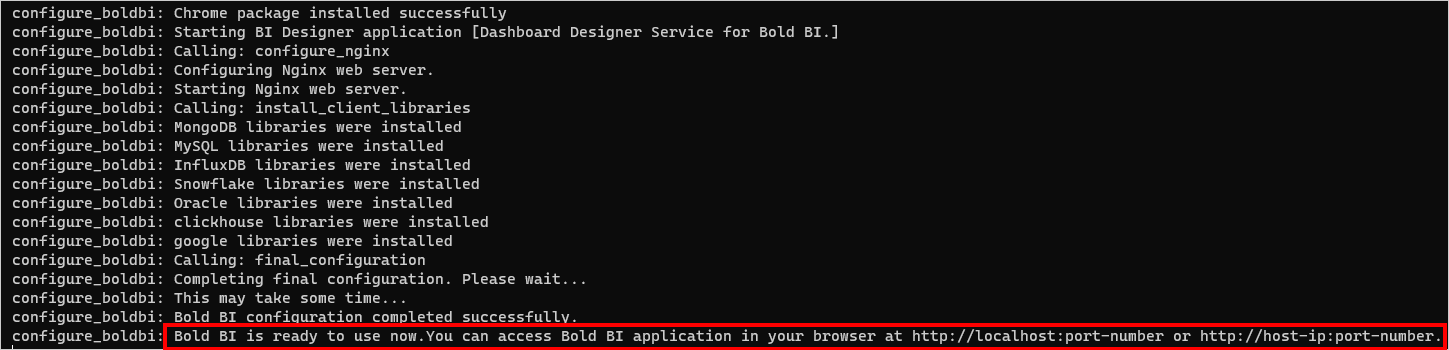 configure_boldbi: Chrome package installed successfully
configure_boldbi: Starting BI Designer application [Dashboard Designer Service for Bold BI.]
configure_boldbi: Calling: configure_nginx
configure_boldbi: Configuring Nginx web server.
configure_boldbi: Starting Nginx web server.
configure_boldbi: Calling: install_client_libraries
configure_boldbi: MongoDB libraries were installed
configure_boldbi: MySQL libraries were installed
configure_boldbi: InfluxDB libraries were installed
configure_boldbi: Snowflake libraries were installed
configure_boldbi: Oracle libraries were installed
configure_boldbi: clickhouse libraries were installed
configure_boldbi: google libraries were installed
configure_boldbi: Calling: final_configuration
configure_boldbi: Completing final configuration. Please wait...
configure_boldbi: This may take some time...
configure_boldbi: Bold BI configuration completed successfully.
configure_boldbi: Bold BI is ready to use now.You can access Bold BI application in your browser at http://localhost:port-number or http://host-ip:port-number.